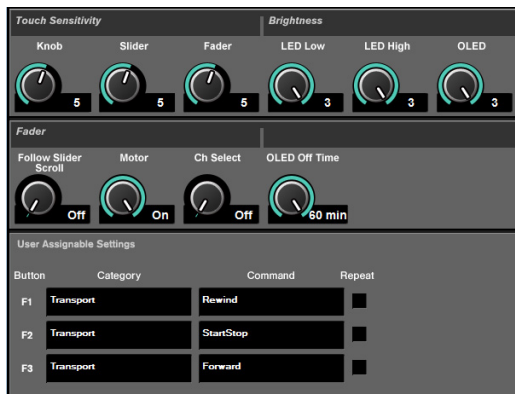 Touch Sensitivity Brightness
Knob Slider Fader LED Low LED High OLED
5 5 5 3 3 3
Fader
Follow Slider Scroll Motor Ch Select OLED Off Time
Off On Off 60 min
User Assignable Settings
Button Category Command Repeat
F1 Transport Rewind
F2 Transport StartStop
F3 Transport Forward